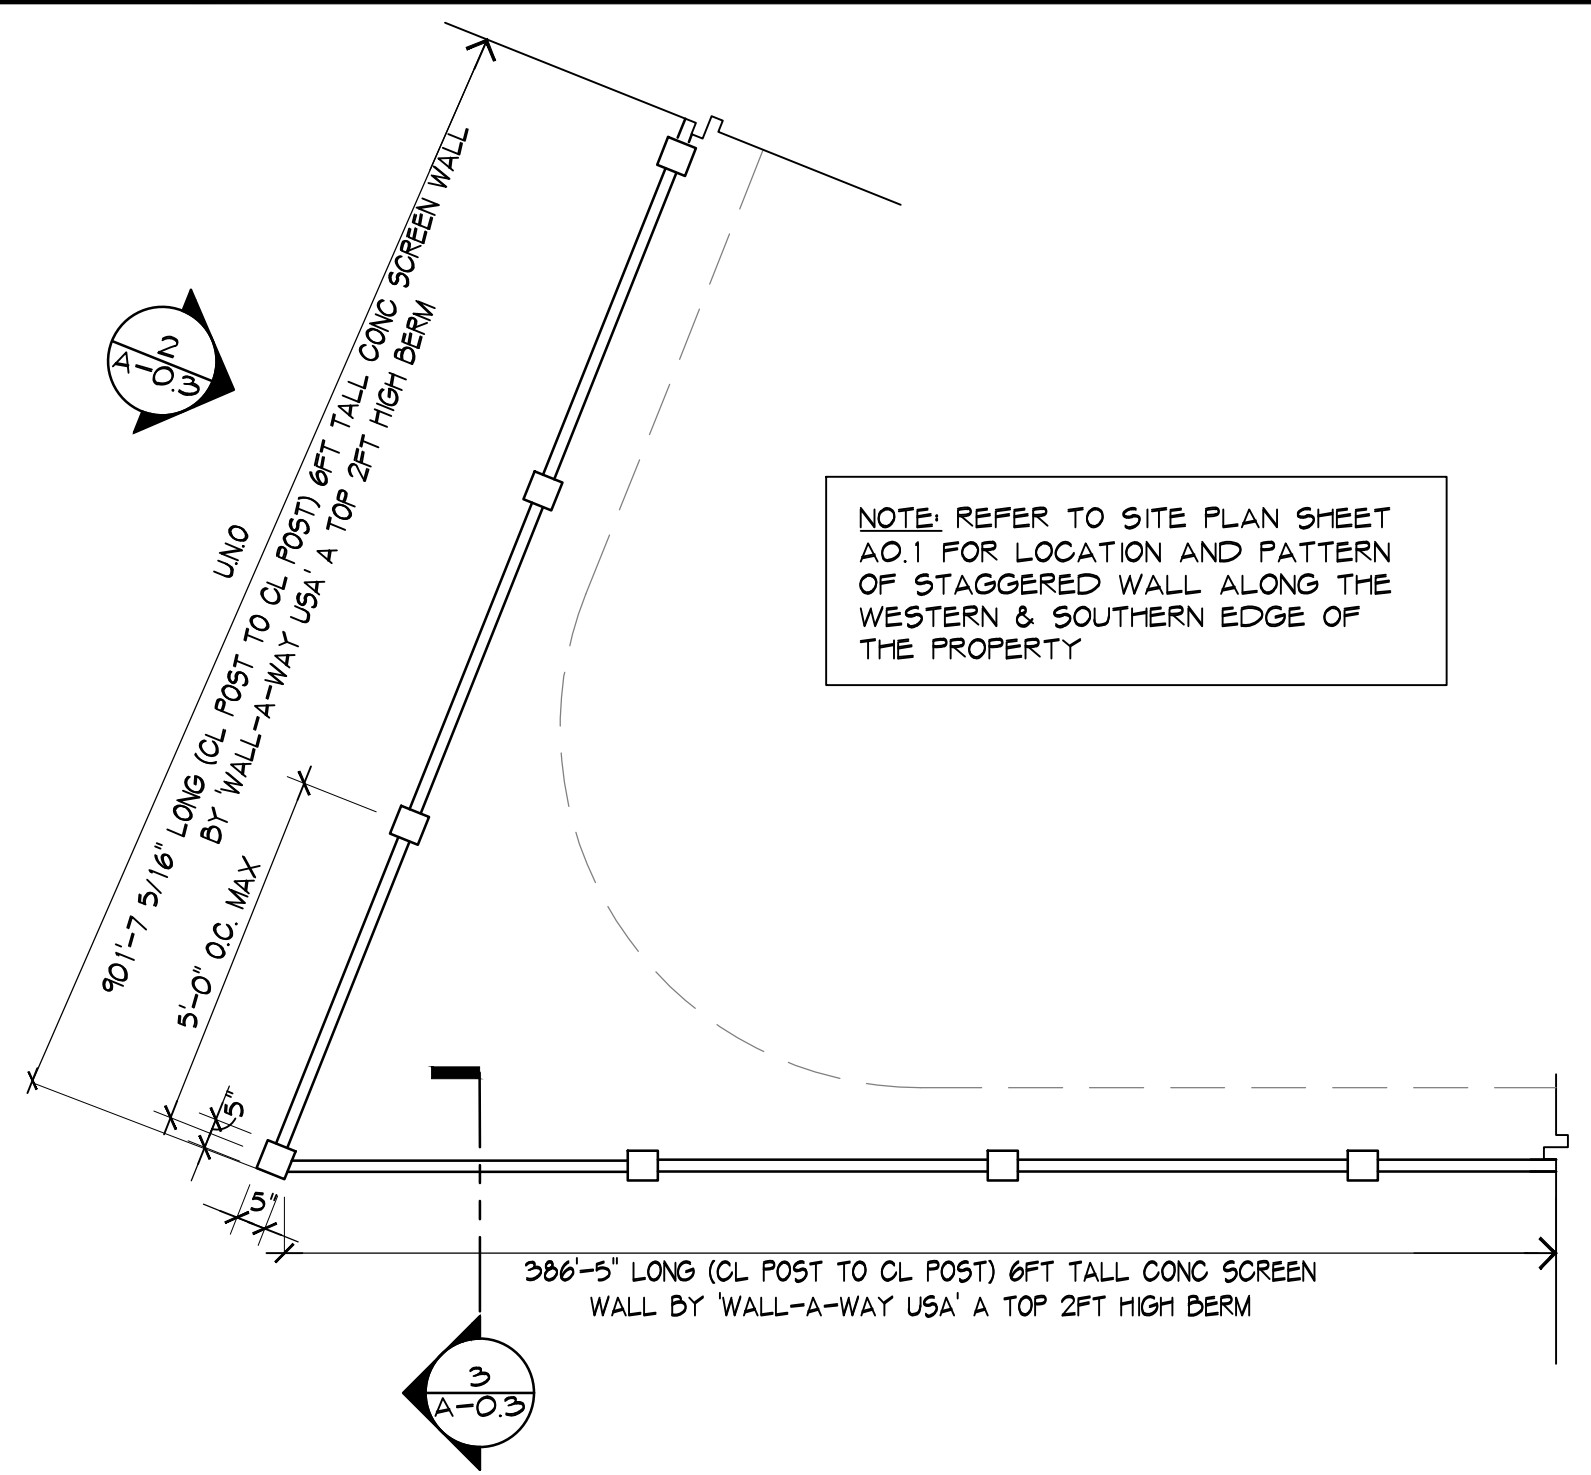 901'-7 5/16" LONG (CL POST TO CL POST) 6FT TALL CONC SCREEN WALL
BY 'WALL-A-WAY USA' A TOP 2FT HIGH BERM
U.N.O
2
A-0.3
5'-0" O.C. MAX
5"
5"
NOTE: REFER TO SITE PLAN SHEET
A0.1 FOR LOCATION AND PATTERN
OF STAGGERED WALL ALONG THE
WESTERN & SOUTHERN EDGE OF
THE PROPERTY
386'-5" LONG (CL POST TO CL POST) 6FT TALL CONC SCREEN
WALL BY 'WALL-A-WAY USA' A TOP 2FT HIGH BERM
3
A-0.3